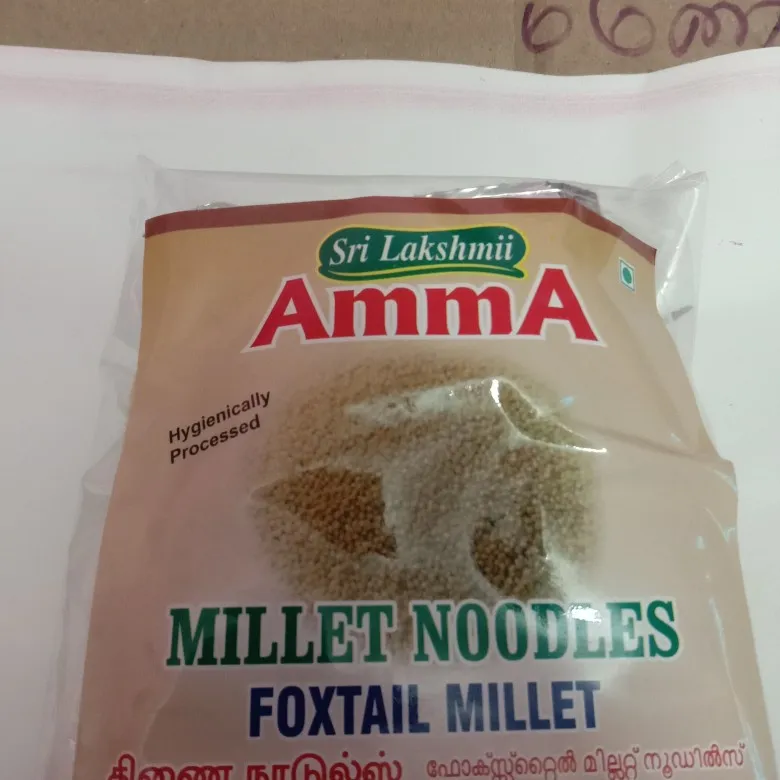 Sri Lakshmii
AmmA
Hygienically
Processed
MILLET NOODLES
FOXTAIL MILLET
திணை நூடுல்ஸ் ഫോക്സ്റ്റൈൽ മില്ലറ്റ് നൂഡിൽസ്